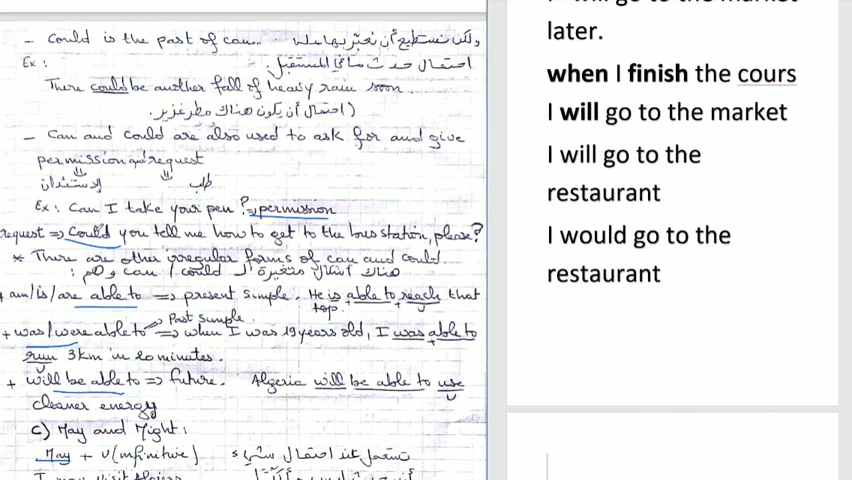 - Could is the past of can... ولكن نستطيع أن نعبّر بها على
احتمال حدث ما في المستقبل.
Ex:
There could be another fall of heavy rain soon.
(احتمال أن يكون هناك مطر غزير.
- Can and could are also used to ask for and give
permission and request
الإستئذان طلب
Ex: Can I take your pen? => permission
request => Could you tell me how to get to the bus station, please?
* There are other irregular forms of can and could.
هناك أشكال متغيرة لـ can / could وهم :
+ am/is/are able to => present simple. He is able to reach that
top.
Past simple
+ was/were able to => when I was 19 years old, I was able to
run 3km in 20 minutes.
+ will be able to => future. Algeria will be able to use
cleaner energy
c) May and Might:
May + V(infinitive) تستعمل عند احتمال شيء
later.
when I finish the cours
I will go to the market
I will go to the
restaurant
I would go to the
restaurant